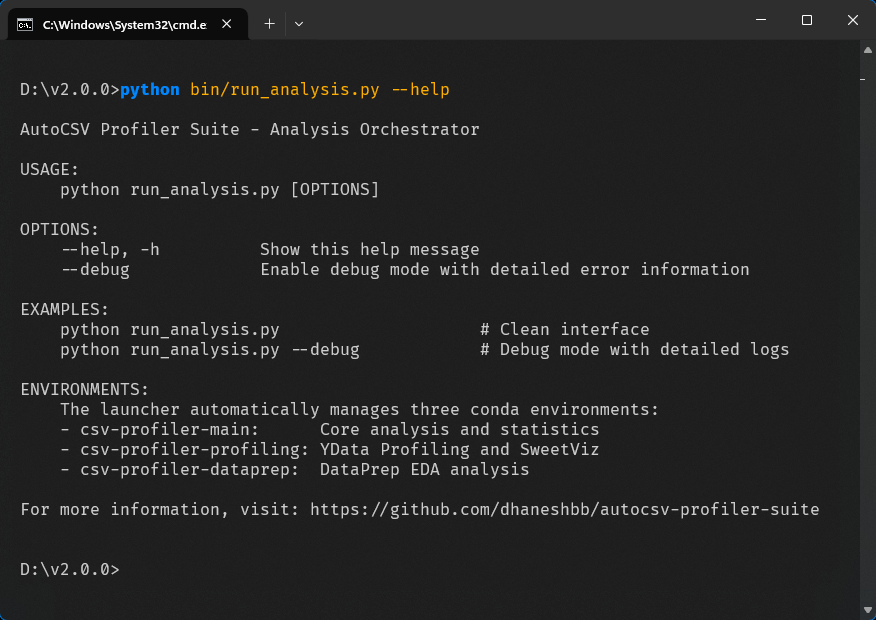 C:\Windows\System32\cmd.e
D:\v2.0.0>python bin/run_analysis.py --help
AutoCSV Profiler Suite - Analysis Orchestrator
USAGE:
    python run_analysis.py [OPTIONS]
OPTIONS:
    --help, -h          Show this help message
    --debug             Enable debug mode with detailed error information
EXAMPLES:
    python run_analysis.py                    # Clean interface
    python run_analysis.py --debug            # Debug mode with detailed logs
ENVIRONMENTS:
    The launcher automatically manages three conda environments:
    - csv-profiler-main:      Core analysis and statistics
    - csv-profiler-profiling: YData Profiling and SweetViz
    - csv-profiler-dataprep:  DataPrep EDA analysis
For more information, visit: https://github.com/dhaneshbb/autocsv-profiler-suite
D:\v2.0.0>